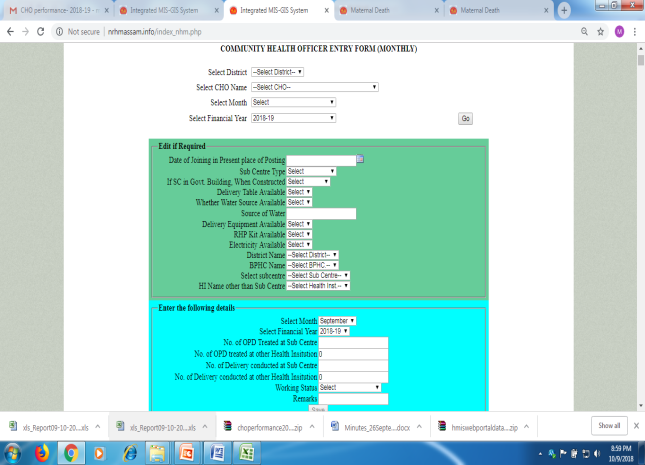 CHO performance- 2018-19 - n
Integrated MIS-GIS System
Integrated MIS-GIS System
Maternal Death
Maternal Death
Not secure | nrhmassam.info/index_nhm.php
COMMUNITY HEALTH OFFICER ENTRY FORM (MONTHLY)
Select District --Select District--
Select CHO Name --Select CHO--
Select Month Select
Select Financial Year 2018-19 Go
Edit if Required
Date of Joining in Present place of Posting
Sub Centre Type Select
If SC in Govt. Building, When Constructed Select
Delivery Table Available Select
Whether Water Source Available Select
Source of Water
Delivery Equipment Available Select
RHP Kit Available Select
Electricity Available Select
District Name --Select District--
BPHC Name --Select BPHC--
Select subcentre --Select Sub Centre--
HI Name other than Sub Centre --Select Health Inst.--
Enter the following details
Select Month September
Select Financial Year 2018-19
No. of OPD Treated at Sub Centre
No. of OPD treated at other Health Insitution 0
No. of Delivery conducted at Sub Centre
No. of Delivery conducted at other Health Insitution 0
Working Status Select
Remarks
Save
xls_Report09-10-20....xls
xls_Report09-10-20....xls
choperformance20....zip
Minutes_26Septe....docx
hmiswebportaldata....zip
Show all
8:59 PM
10/9/2018